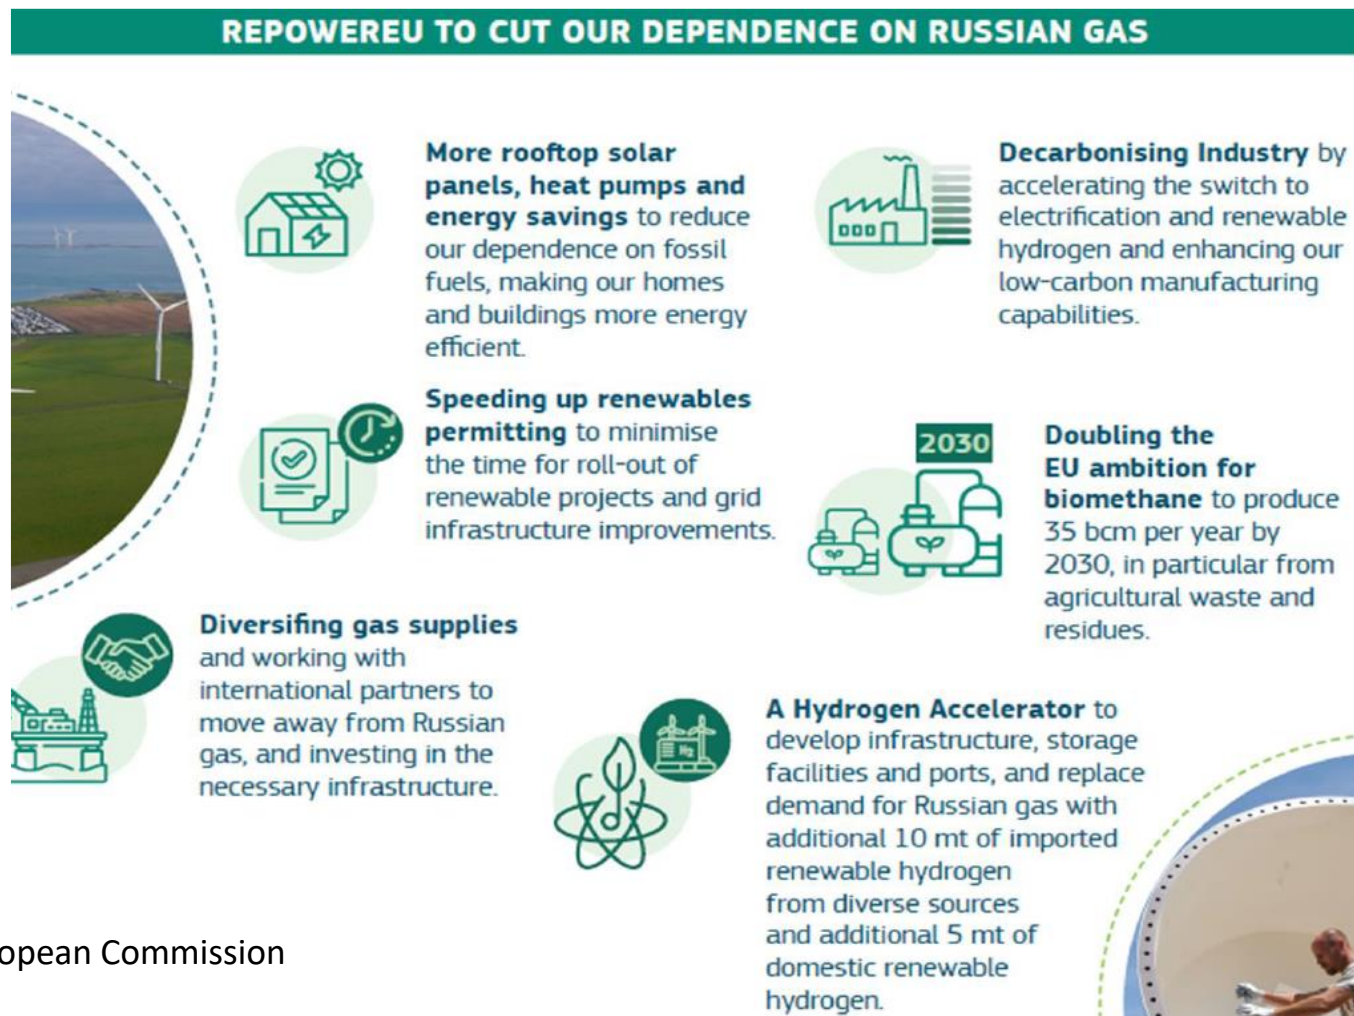 REPOWEREU TO CUT OUR DEPENDENCE ON RUSSIAN GAS
More rooftop solar
panels, heat pumps and
energy savings to reduce
our dependence on fossil
fuels, making our homes
and buildings more energy
efficient.
Decarbonising Industry by
accelerating the switch to
electrification and renewable
hydrogen and enhancing our
low-carbon manufacturing
capabilities.
Speeding up renewables
permitting to minimise
the time for roll-out of
renewable projects and grid
infrastructure improvements.
2030
Doubling the
EU ambition for
biomethane to produce
35 bcm per year by
2030, in particular from
agricultural waste and
residues.
Diversifing gas supplies
and working with
international partners to
move away from Russian
gas, and investing in the
necessary infrastructure.
H2
A Hydrogen Accelerator to
develop infrastructure, storage
facilities and ports, and replace
demand for Russian gas with
additional 10 mt of imported
renewable hydrogen
from diverse sources
and additional 5 mt of
domestic renewable
hydrogen.
opean Commission